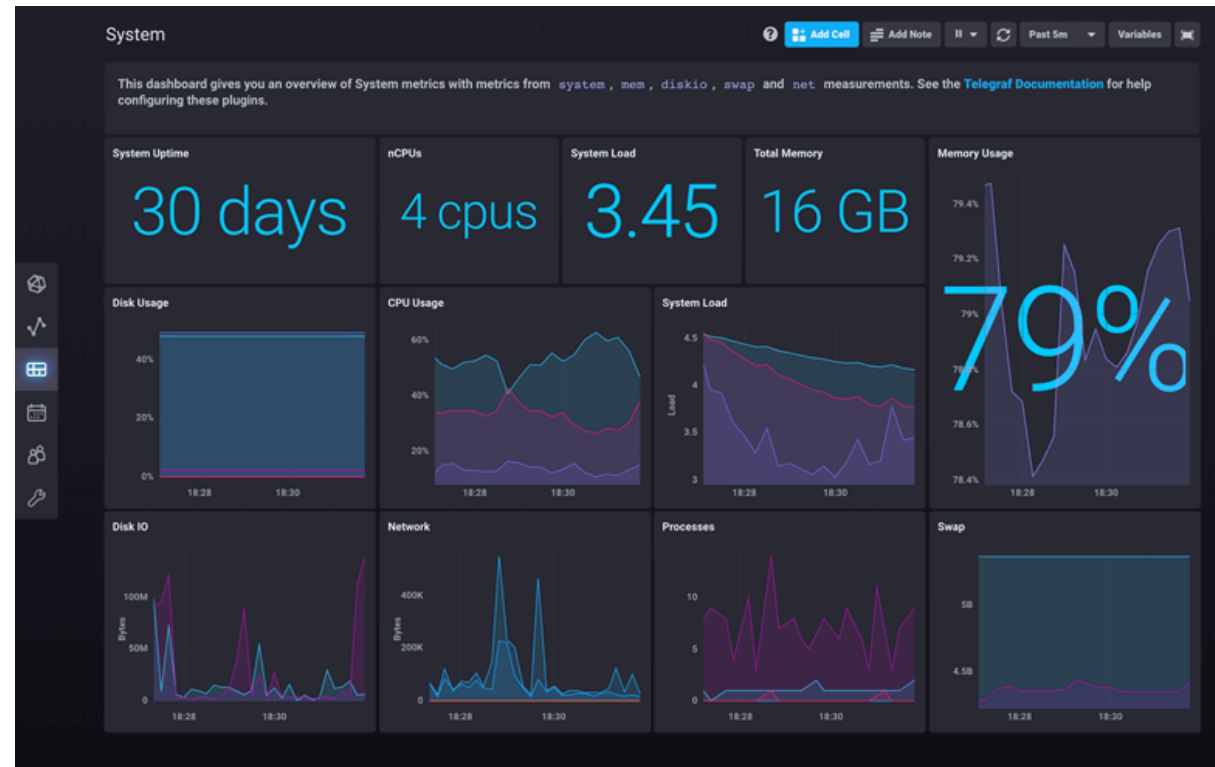 System
Add Cell
Add Note
Past 5m
Variables
This dashboard gives you an overview of System metrics with metrics from system , mem , diskio , swap and net measurements. See the Telegraf Documentation for help
configuring these plugins.
System Uptime
30 days
nCPUs
4 cpus
System Load
3.45
Total Memory
16 GB
Memory Usage
79.4%
79.2%
79%
78.6%
78.4%
18:28
18:30
79%
Disk Usage
40%
20%
0%
18:28
18:30
CPU Usage
60%
40%
20%
18:28
18:30
System Load
Load
4.5
4
3.5
3
18:28
18:30
Disk IO
Bytes
100M
50M
0
18:28
18:30
Network
Bytes
400K
200K
0
18:28
18:30
Processes
10
5
0
18:28
18:30
Swap
5B
4.5B
18:28
18:30